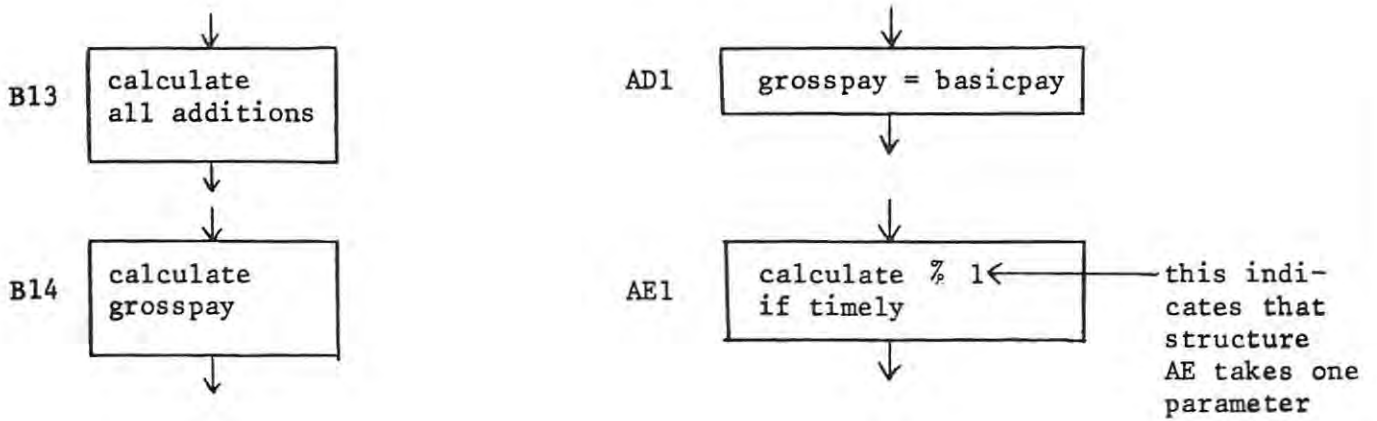 B13
calculate
all additions
AD1
grosspay = basicpay
B14
calculate
grosspay
AE1
calculate % 1
if timely
this indi-
cates that
structure
AE takes one
parameter